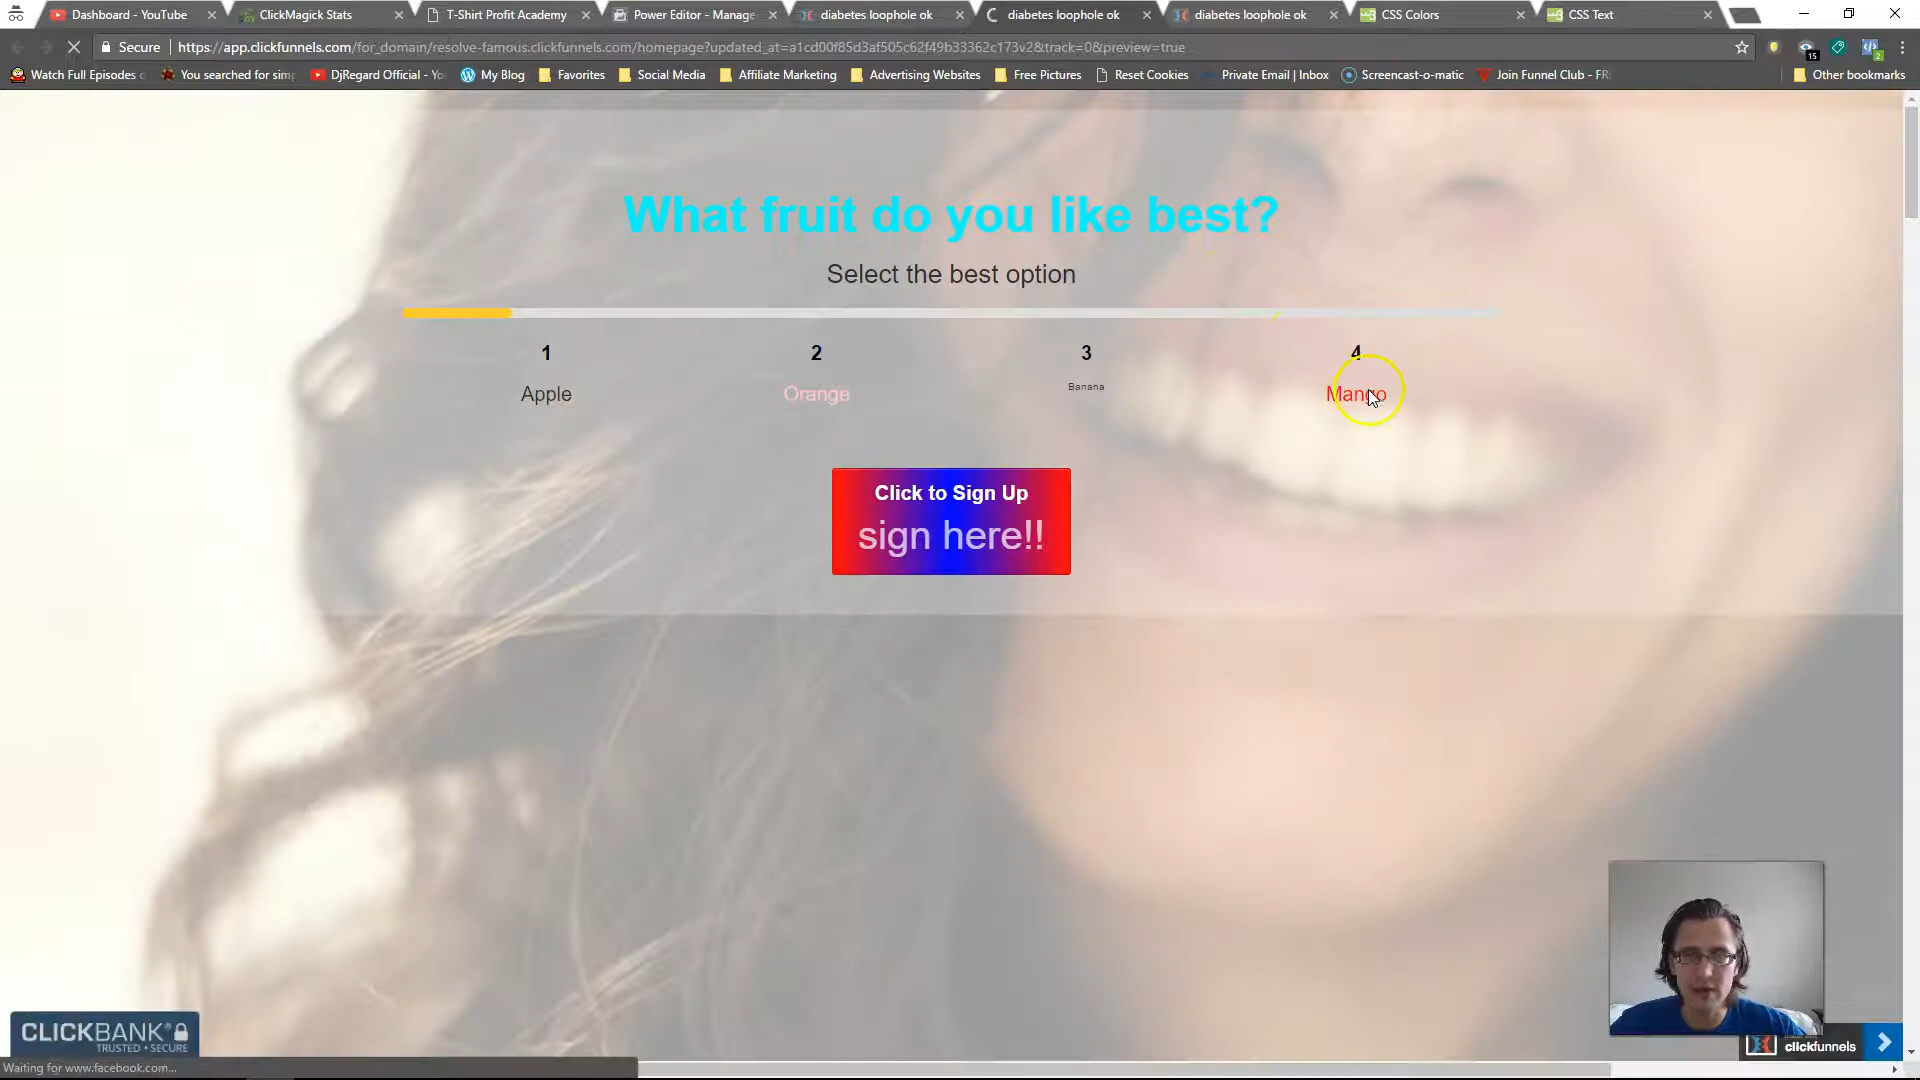 Dashboard - YouTube
ClickMagick Stats
T-Shirt Profit Academy
Power Editor - Manage
diabetes loophole ok
diabetes loophole ok
diabetes loophole ok
CSS Colors
CSS Text
Secure
https://app.clickfunnels.com/for_domain/resolve-famous.clickfunnels.com/homepage?updated_at=a1cd00f85d3af505c62f49b33362c173v2&track=0&preview=true
Watch Full Episodes o
You searched for simp
DjRegard Official - Yo
My Blog
Favorites
Social Media
Affiliate Marketing
Advertising Websites
Free Pictures
Reset Cookies
Private Email | Inbox
Screencast-o-matic
Join Funnel Club - FR
Other bookmarks
15
2
What fruit do you like best?
Select the best option
1
2
3
4
Apple
Orange
Banana
Mango
Click to Sign Up
sign here!!
CLICKBANK
TRUSTED • SECURE
clickfunnels
Waiting for www.facebook.com...